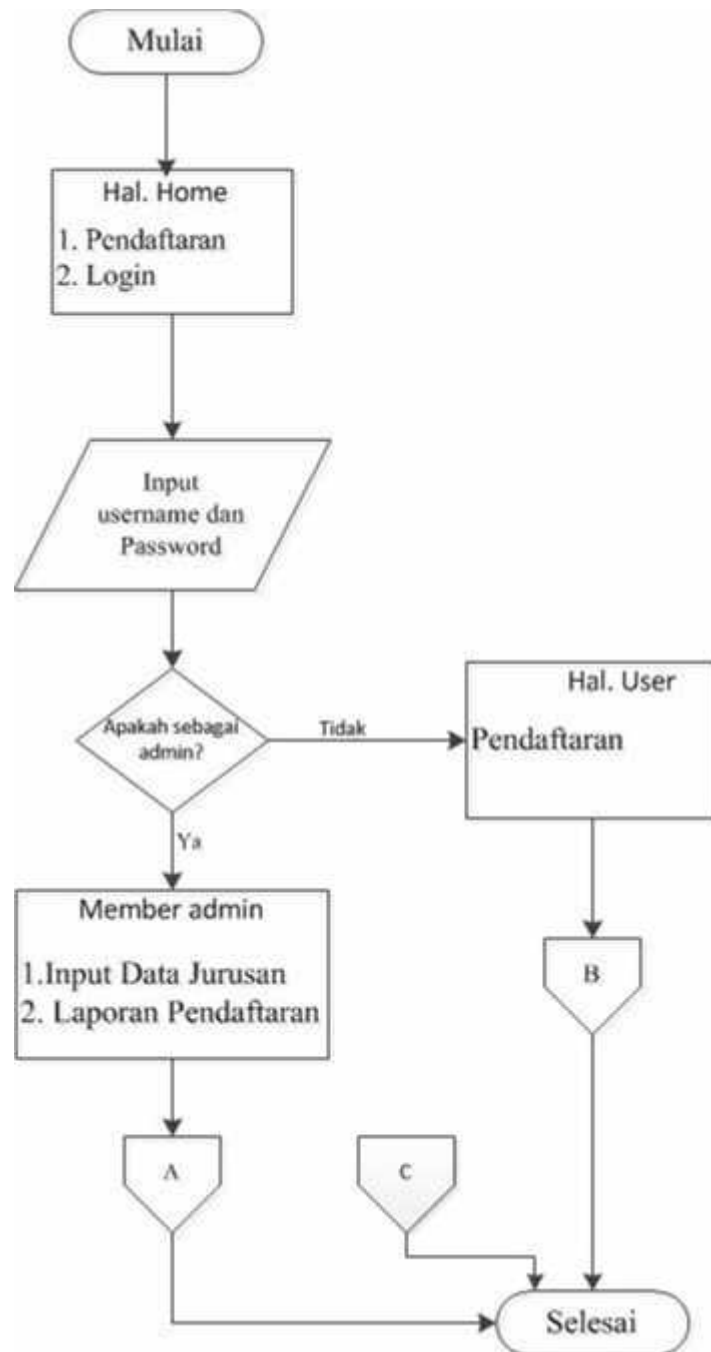 Mulai
Hal. Home
1. Pendaftaran
2. Login
Input
username dan
Password
Apakah sebagai
admin?
Tidak
Hal. User
Pendaftaran
Ya
Member admin
1.Input Data Jurusan
2. Laporan Pendaftaran
B
A
C
Selesai